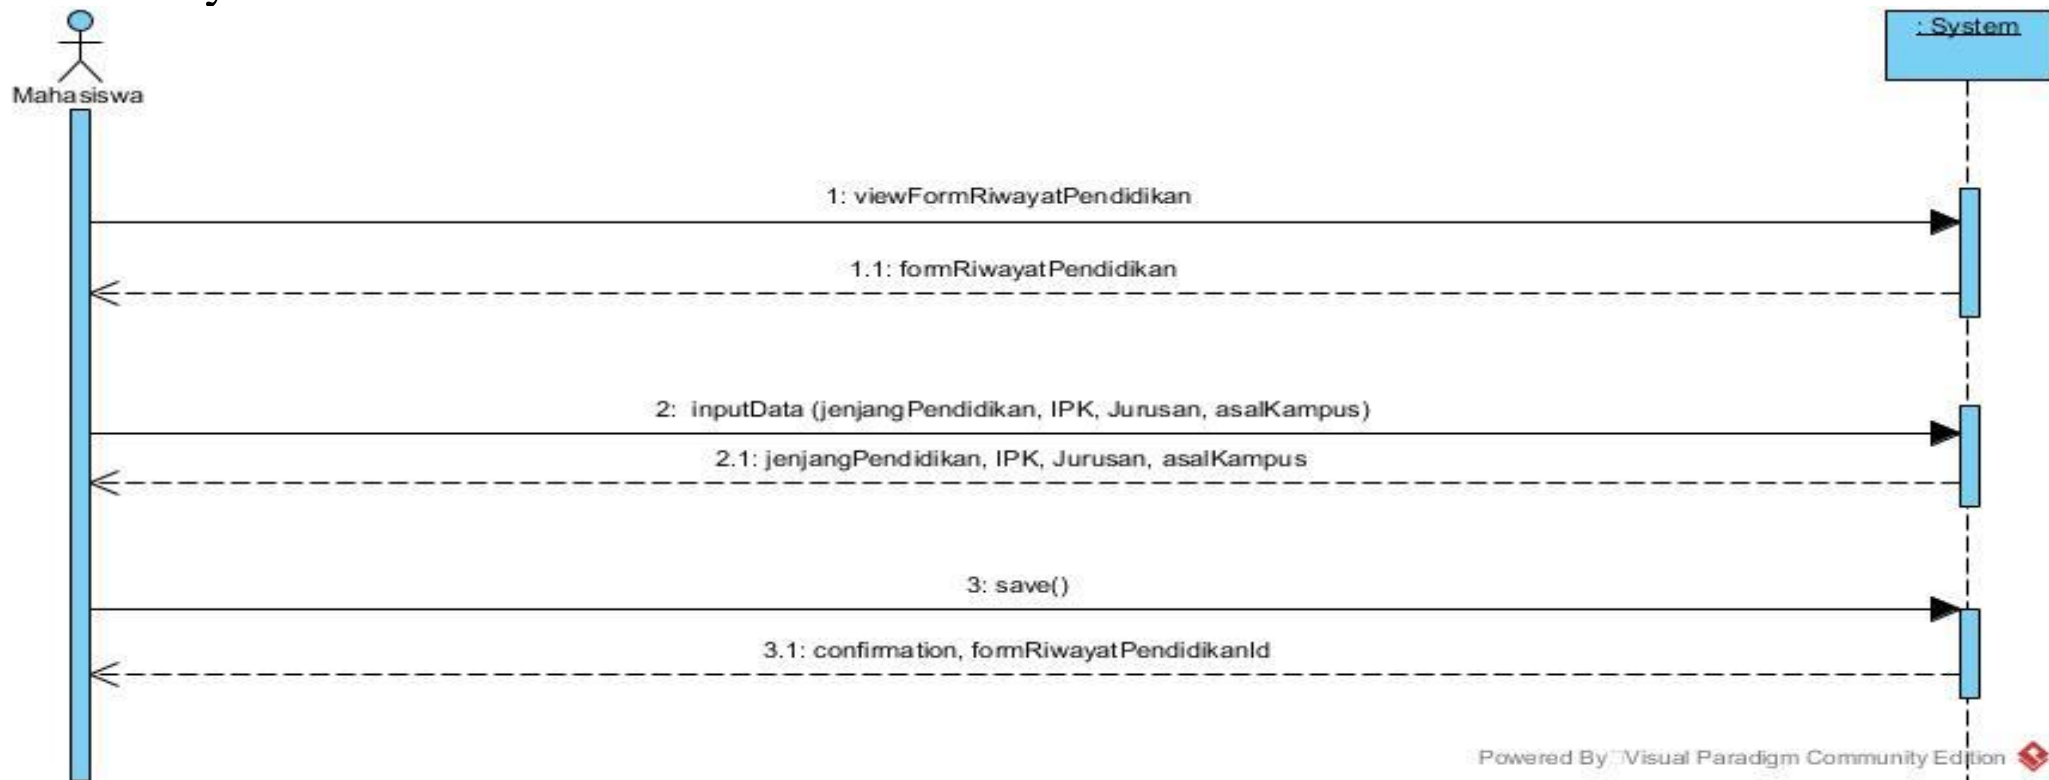 : System
Mahasiswa
1: viewFormRiwayatPendidikan
1.1: formRiwayatPendidikan
2: inputData (jenjangPendidikan, IPK, Jurusan, asalKampus)
2.1: jenjangPendidikan, IPK, Jurusan, asalKampus
3: save()
3.1: confirmation, formRiwayatPendidikanId
Powered By Visual Paradigm Community Edition